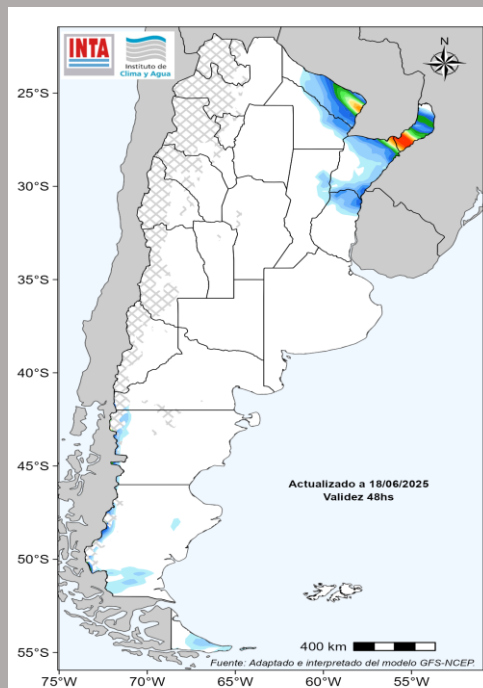 INTA
Instituto de
Clima y Agua
N
25°S
30°S
35°S
40°S
45°S
50°S
55°S
Actualizado a 18/06/2025
Validez 48hs
400 km
Fuente: Adaptado e interpretado del modelo GFS-NCEP.
75°W
70°W
65°W
60°W
55°W